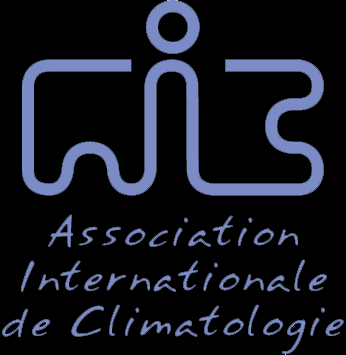 Association
Internationale
de Climatologie